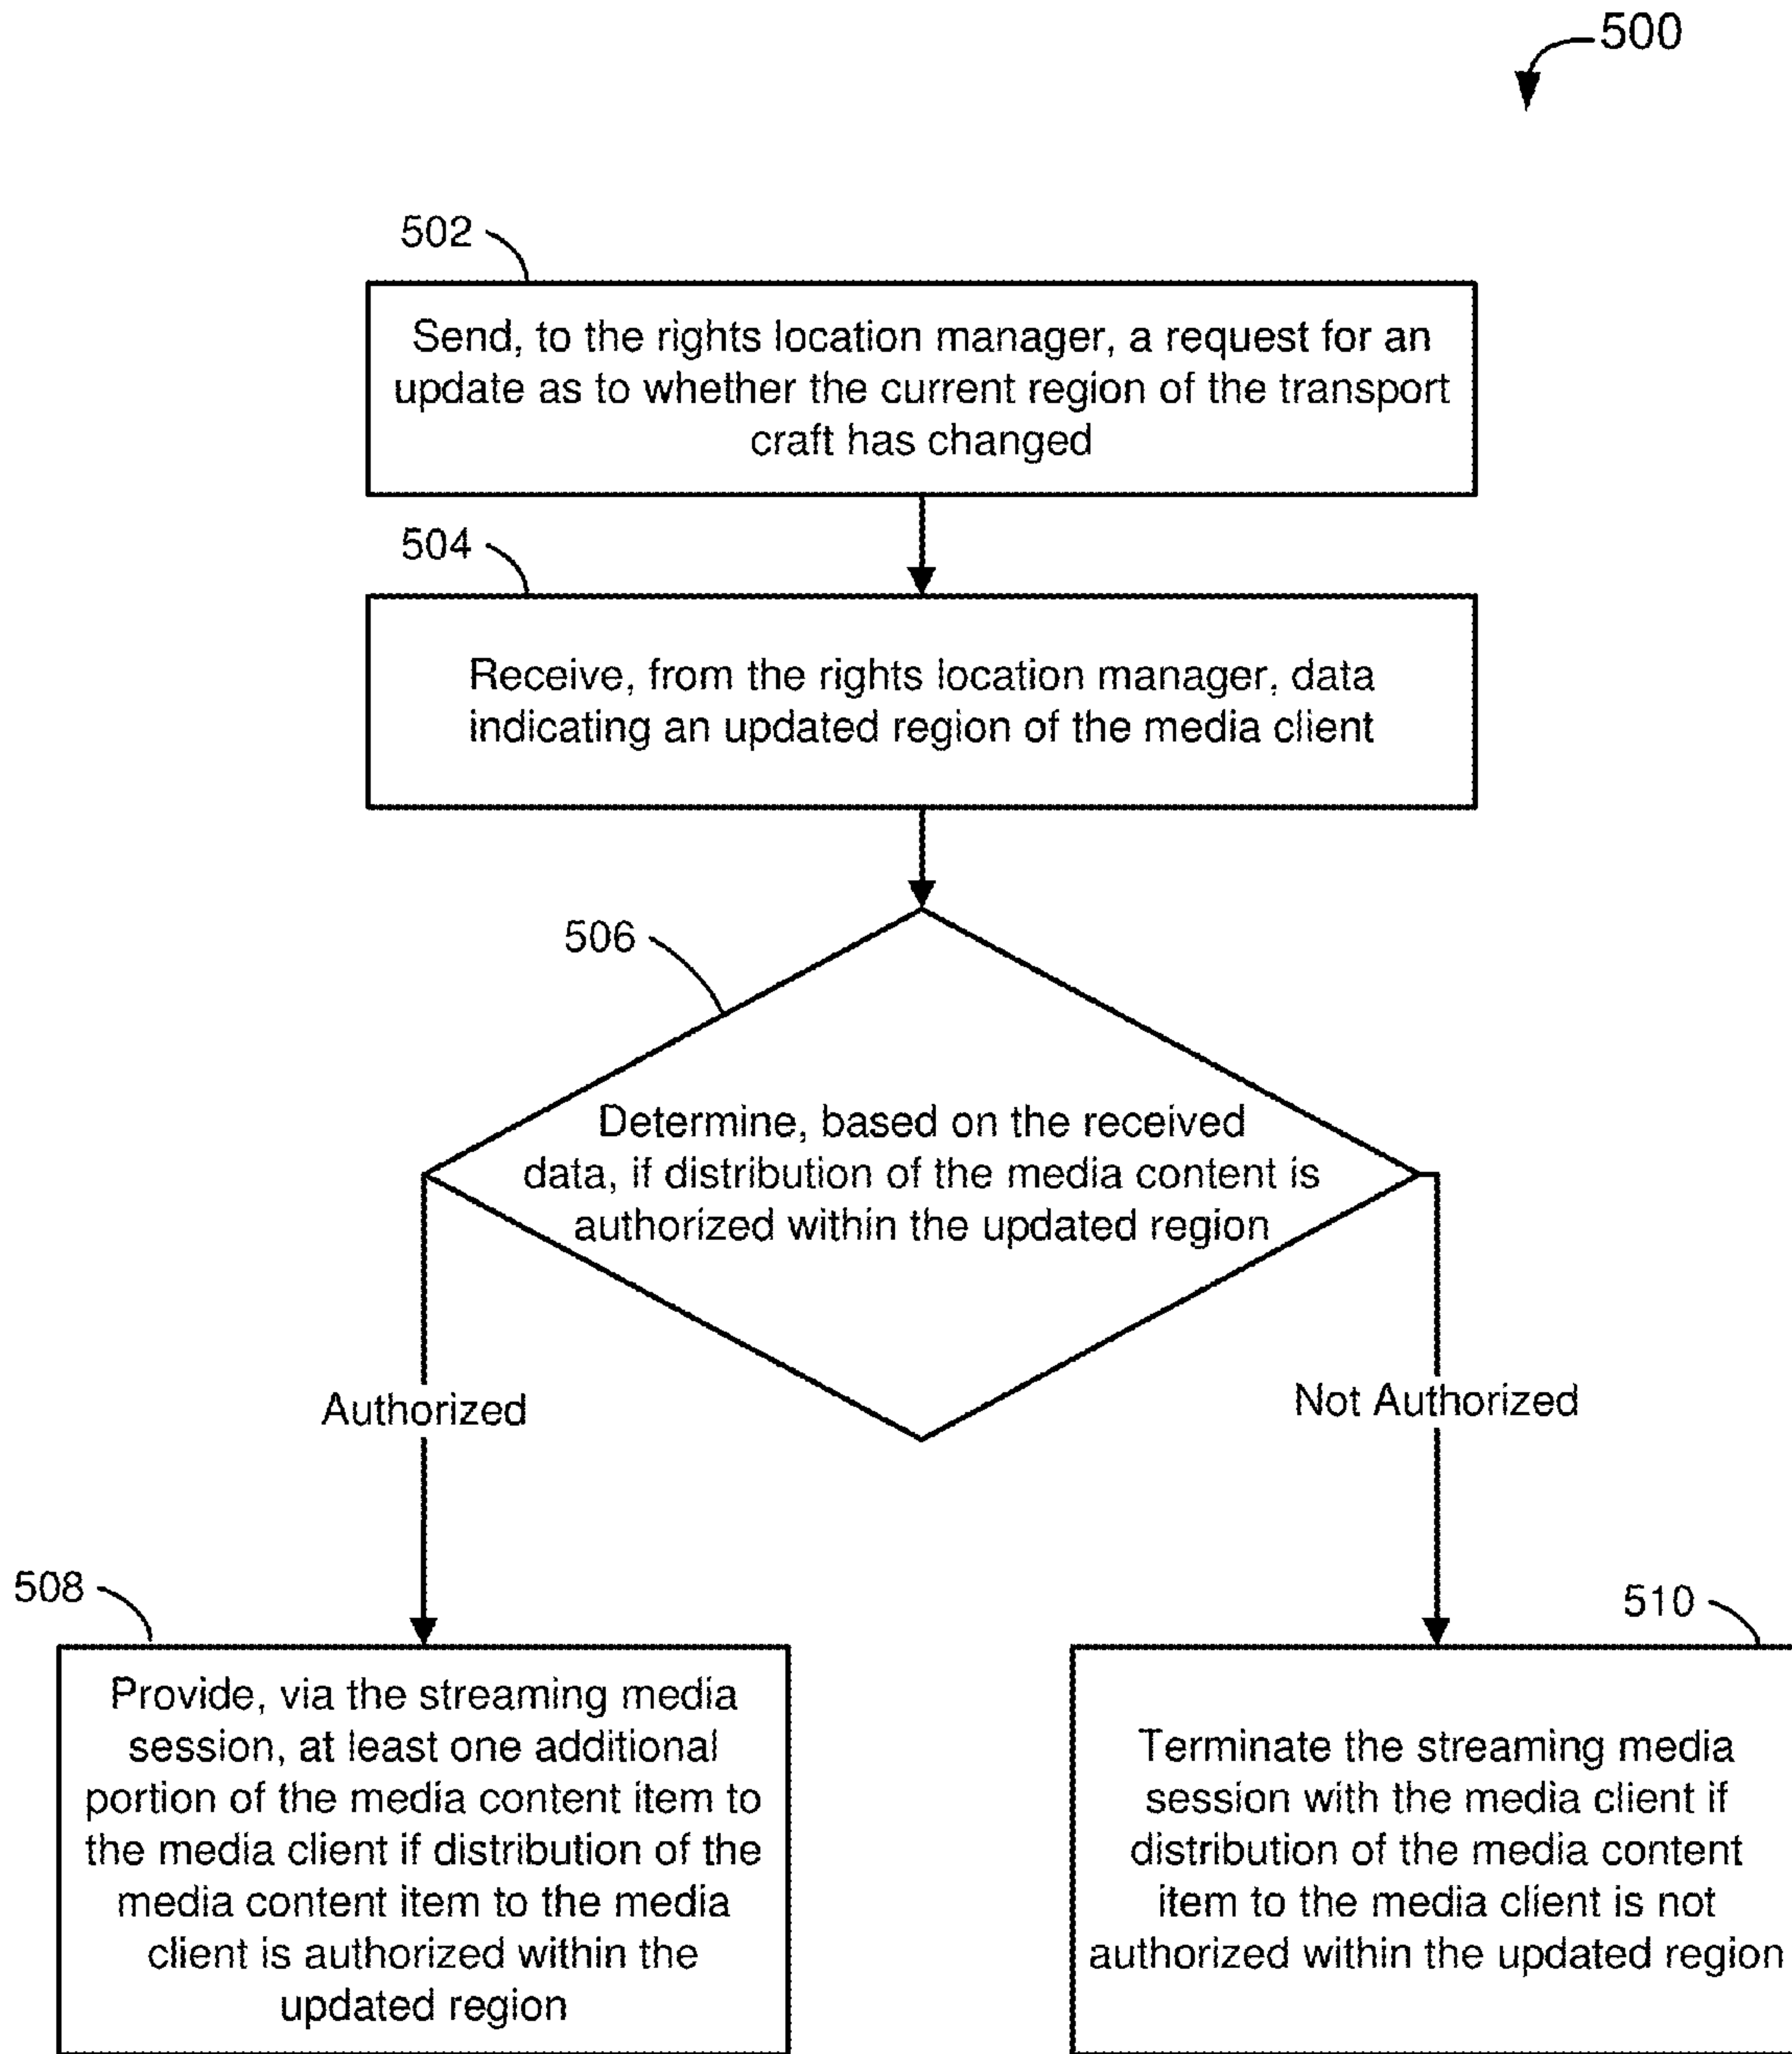 500
502
Send, to the rights location manager, a request for an
update as to whether the current region of the transport
craft has changed
504
Receive, from the rights location manager, data
indicating an updated region of the media client
506
Determine, based on the received
data, if distribution of the media content is
authorized within the updated region
Authorized
Not Authorized
508
Provide, via the streaming media
session, at least one additional
portion of the media content item to
the media client if distribution of the
media content item to the media
client is authorized within the
updated region
510
Terminate the streaming media
session with the media client if
distribution of the media content
item to the media client is not
authorized within the updated region